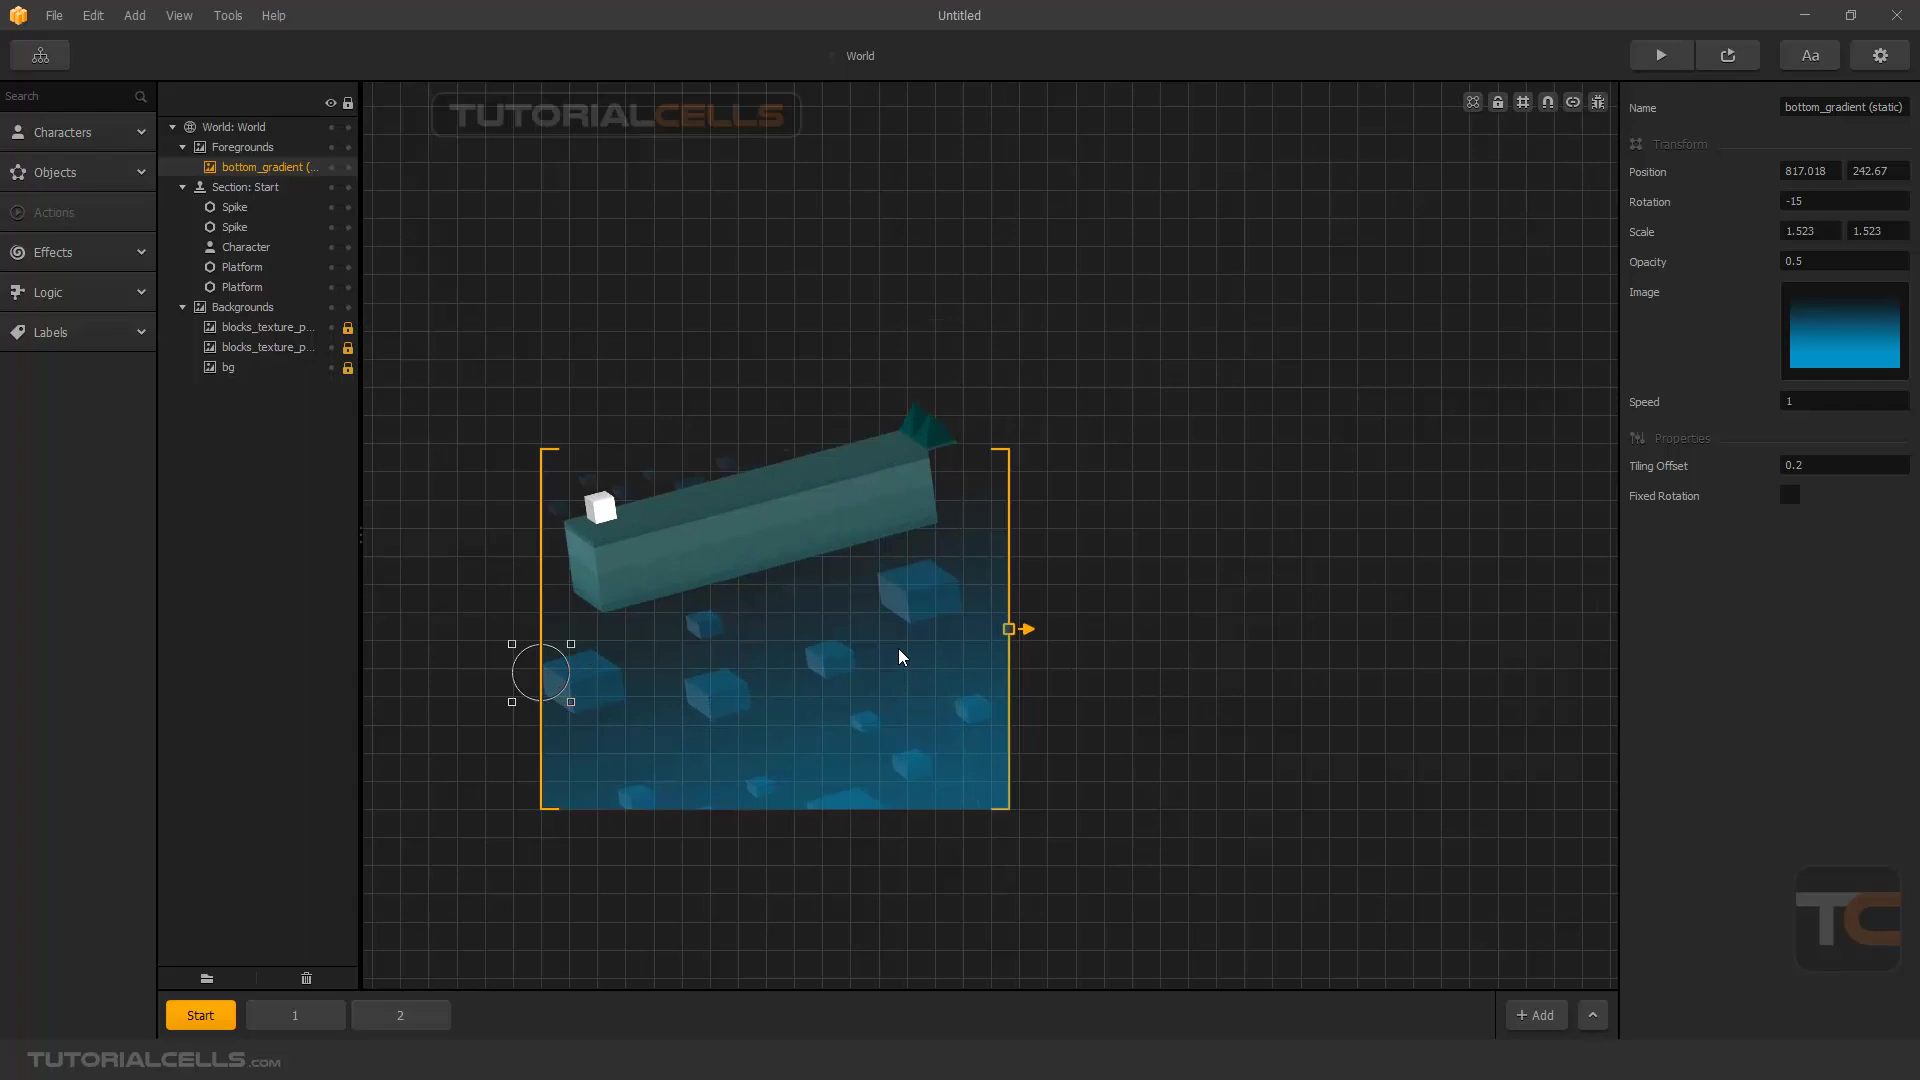 File Edit Add View Tools Help
Untitled
World
Aa
Search
Characters
Objects
Actions
Effects
Logic
Labels
World: World
Foregrounds
bottom_gradient (...
Section: Start
Spike
Spike
Character
Platform
Platform
Backgrounds
blocks_texture_p...
blocks_texture_p...
bg
TUTORIALCELLS
Name bottom_gradient (static)
Transform
Position 817.018 242.67
Rotation -15
Scale 1.523 1.523
Opacity 0.5
Image
Speed 1
Properties
Tiling Offset 0.2
Fixed Rotation
TC
Start 1 2 + Add
TUTORIALCELLS.COM